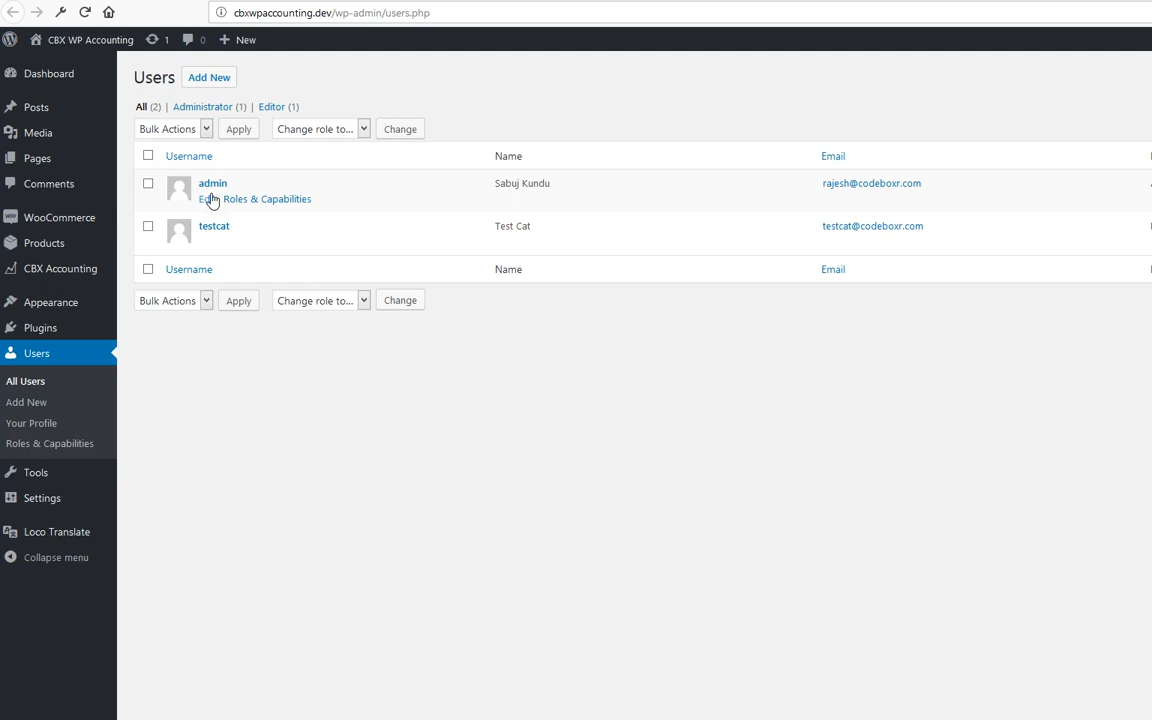 cbxwpaccounting.dev/wp-admin/users.php
CBX WP Accounting 1 0 New
Dashboard
Posts
Media
Pages
Comments
WooCommerce
Products
CBX Accounting
Appearance
Plugins
Users
All Users
Add New
Your Profile
Roles & Capabilities
Tools
Settings
Loco Translate
Collapse menu
Users Add New
All (2) | Administrator (1) | Editor (1)
Bulk Actions Apply Change role to... Change
Username Name Email
admin Sabuj Kundu rajesh@codeboxr.com
Roles & Capabilities
testcat Test Cat testcat@codeboxr.com
Username Name Email
Bulk Actions Apply Change role to... Change